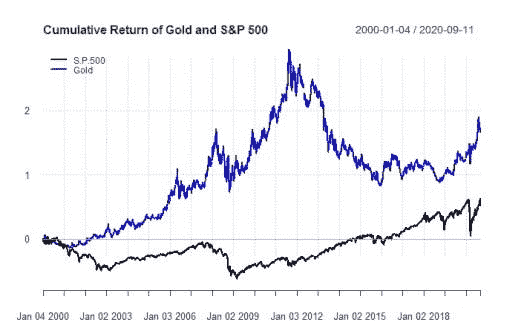 Cumulative Return of Gold and S&P 500
2000-01-04 / 2020-09-11
S.P.500
Gold
2
1
0
Jan 04 2000
Jan 02 2003
Jan 02 2006
Jan 02 2009
Jan 03 2012
Jan 02 2015
Jan 02 2018